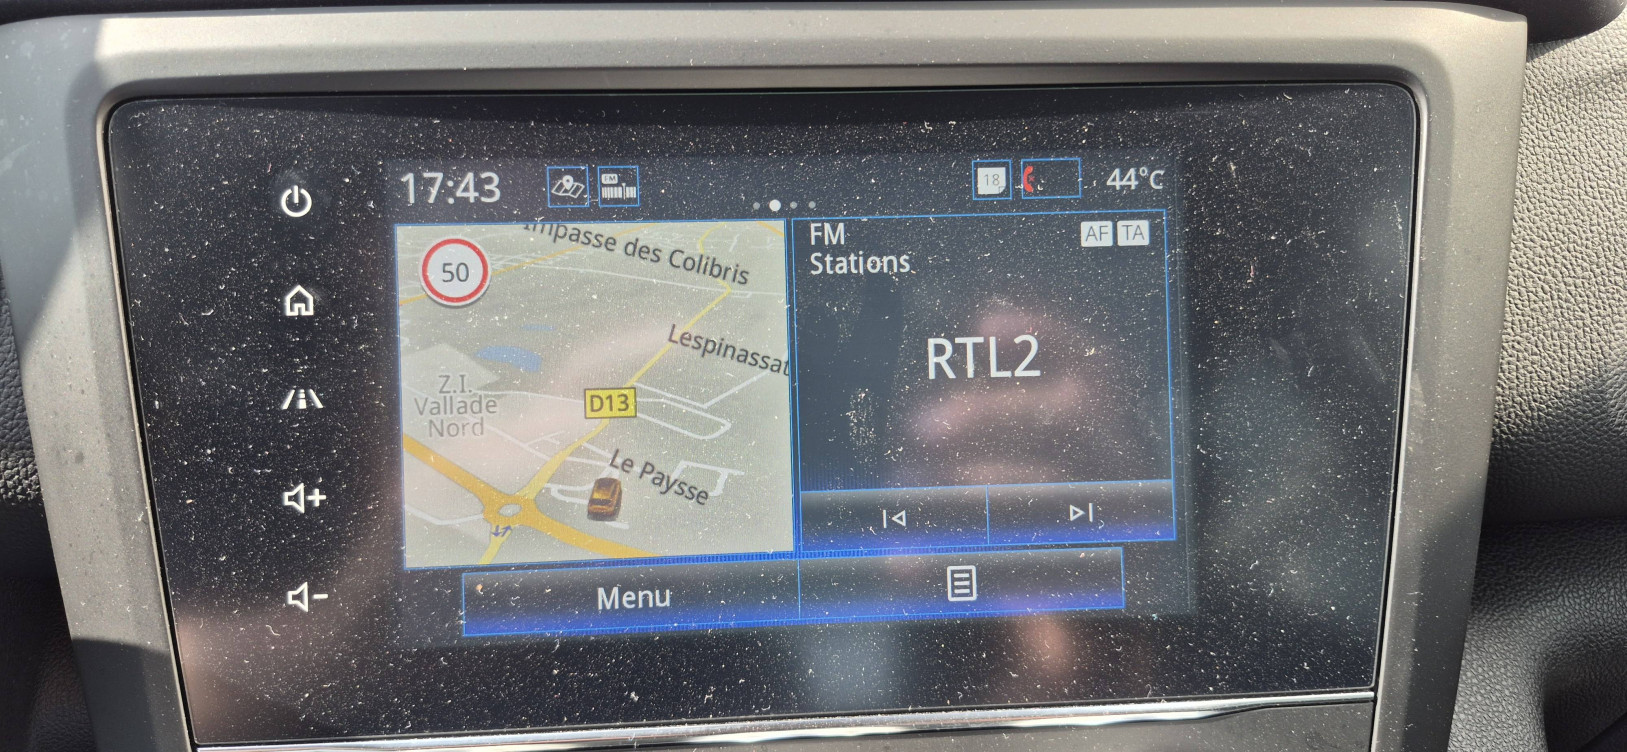 17:43
FM
18
44°C
50
Impasse des Colibris
Lespinassat
Z.I.
Vallade
Nord
D13
Le Paysse
FM
Stations
AF TA
RTL2
Menu